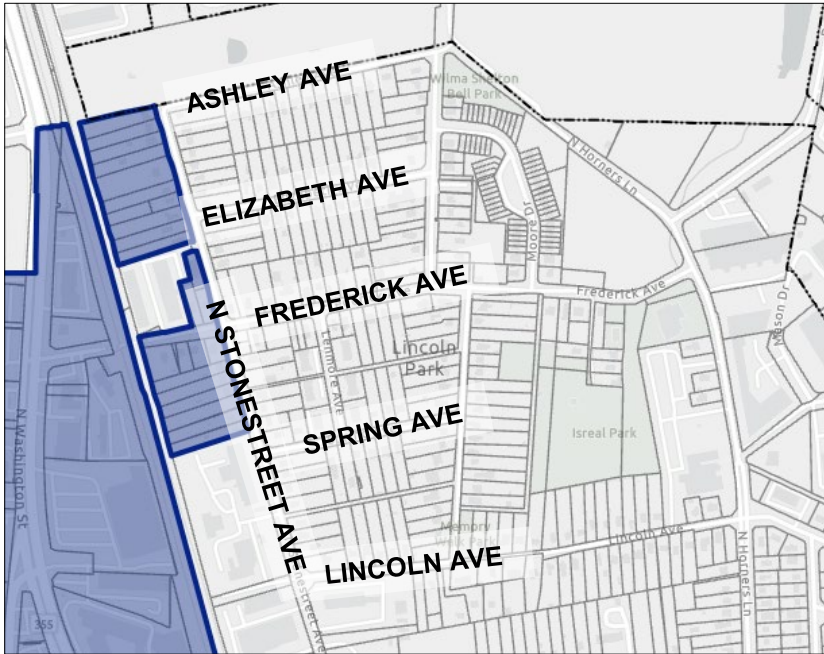 ASHLEY AVE
Wilma Shelton
Bell Park
N Horners Ln
ELIZABETH AVE
Moore Dr
FREDERICK AVE
Frederick Ave
Mason Dr
N STONESTREET AVE
Lenmore Ave
Lincoln
Park
N Washington St
SPRING AVE
Isreal Park
Memory
Walk Park
LINCOLN AVE
Lincoln Ave
N Horners Ln
355
nestreet Ave